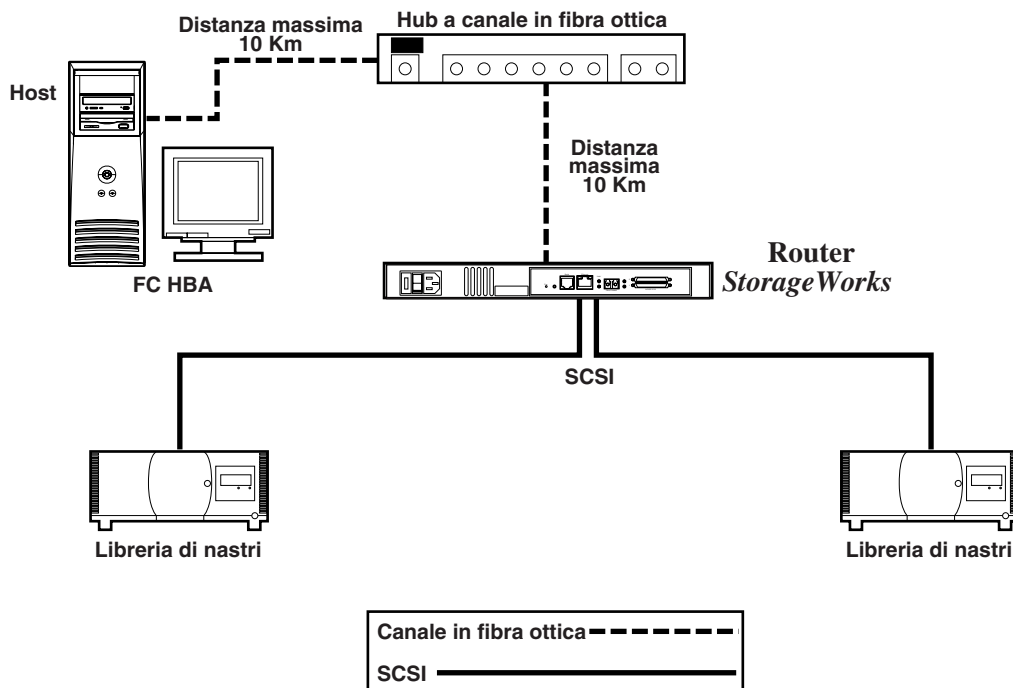 Hub a canale in fibra ottica
Distanza massima
10 Km
Host
Distanza
massima
10 Km
FC HBA
Router
StorageWorks
SCSI
Libreria di nastri
Libreria di nastri
Canale in fibra ottica
SCSI